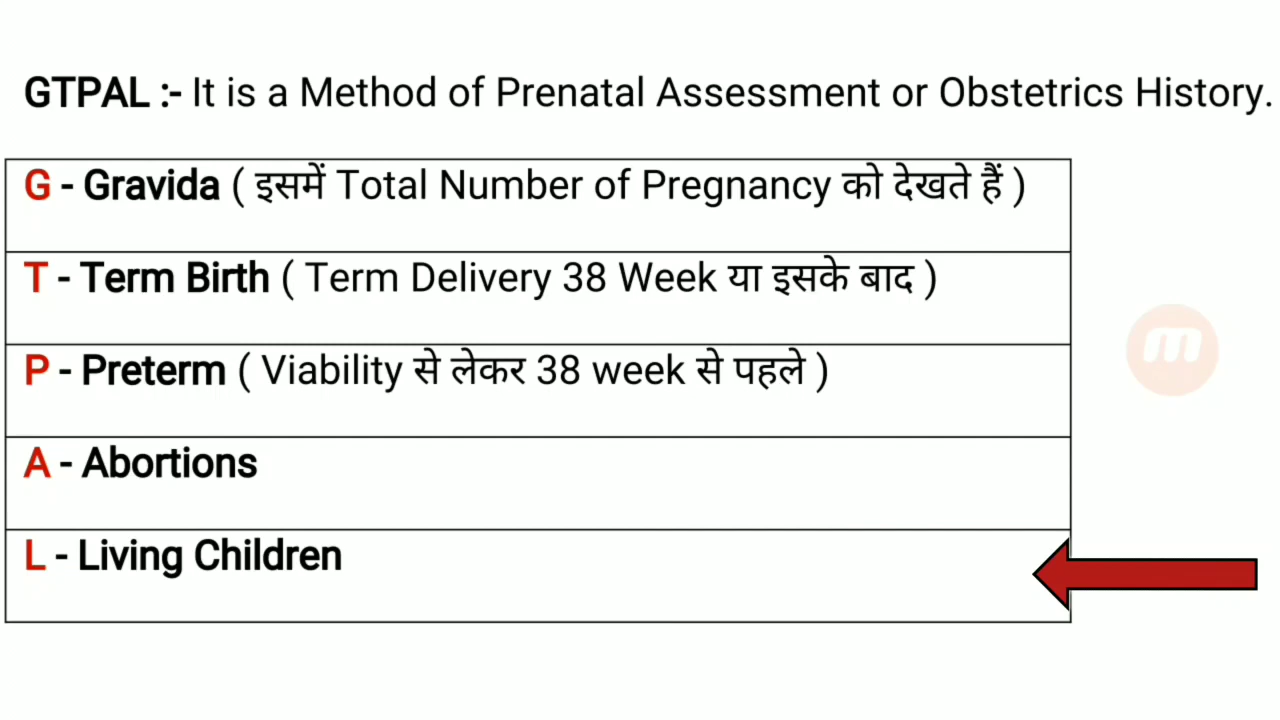 GTPAL :- It is a Method of Prenatal Assessment or Obstetrics History.
G - Gravida ( इसमें Total Number of Pregnancy को देखते हैं )
T - Term Birth ( Term Delivery 38 Week या इसके बाद )
P - Preterm ( Viability से लेकर 38 week से पहले )
A - Abortions
L - Living Children